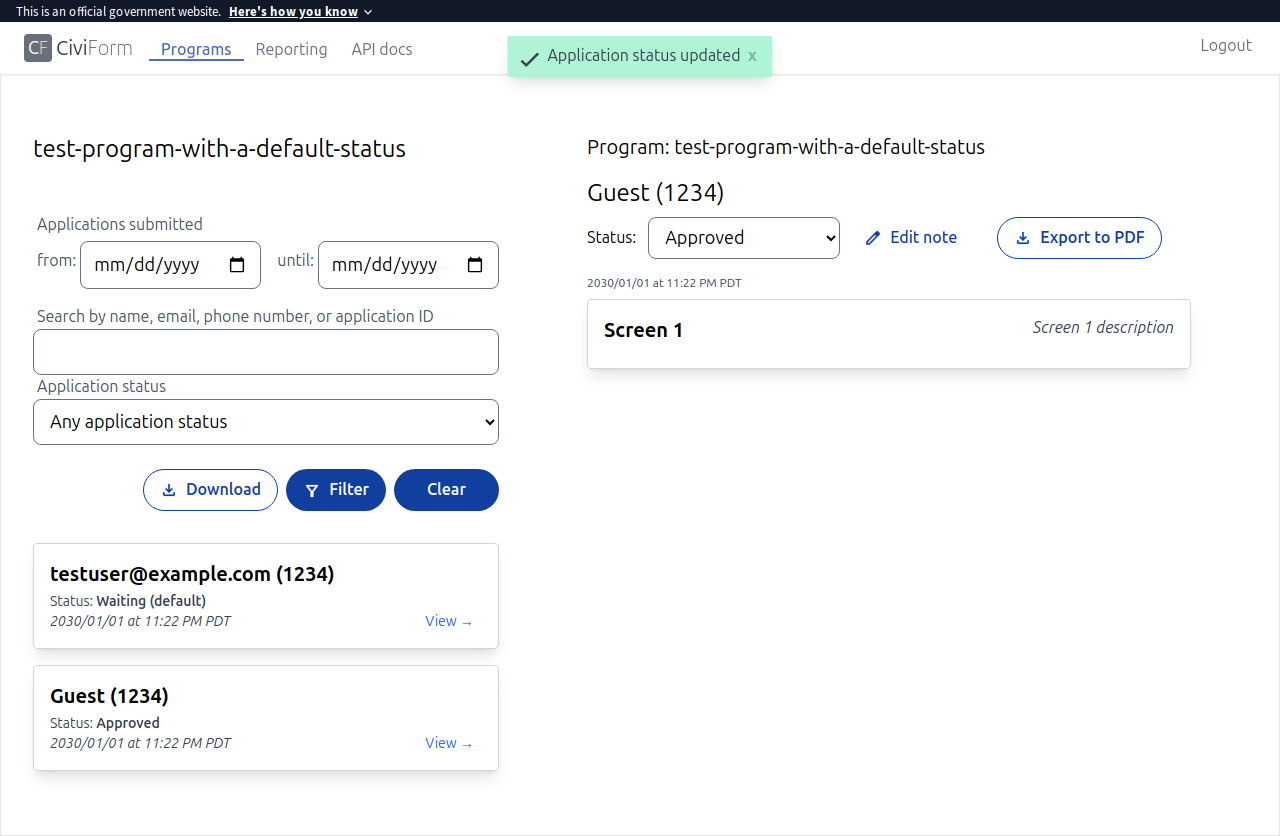 This is an official government website. Here's how you know
CF CiviForm Programs Reporting API docs
Application status updated x
Logout
test-program-with-a-default-status
Applications submitted
from: mm/dd/yyyy until: mm/dd/yyyy
Search by name, email, phone number, or application ID
Application status
Any application status
Download Filter Clear
testuser@example.com (1234)
Status: Waiting (default)
2030/01/01 at 11:22 PM PDT View →
Guest (1234)
Status: Approved
2030/01/01 at 11:22 PM PDT View →
Program: test-program-with-a-default-status
Guest (1234)
Status: Approved Edit note Export to PDF
2030/01/01 at 11:22 PM PDT
Screen 1 Screen 1 description